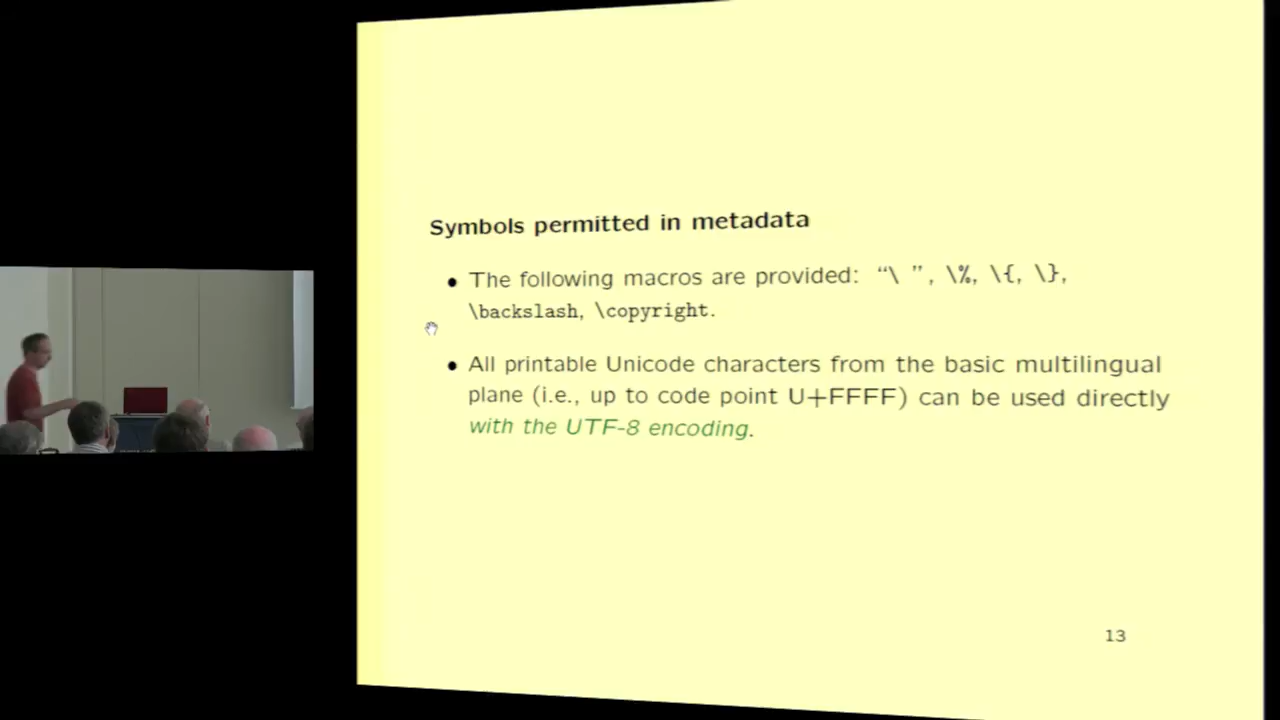 Symbols permitted in metadata
• The following macros are provided: “\ ”, \%, \{, \},
\backslash, \copyright.
• All printable Unicode characters from the basic multilingual
plane (i.e., up to code point U+FFFF) can be used directly
with the UTF-8 encoding.
13